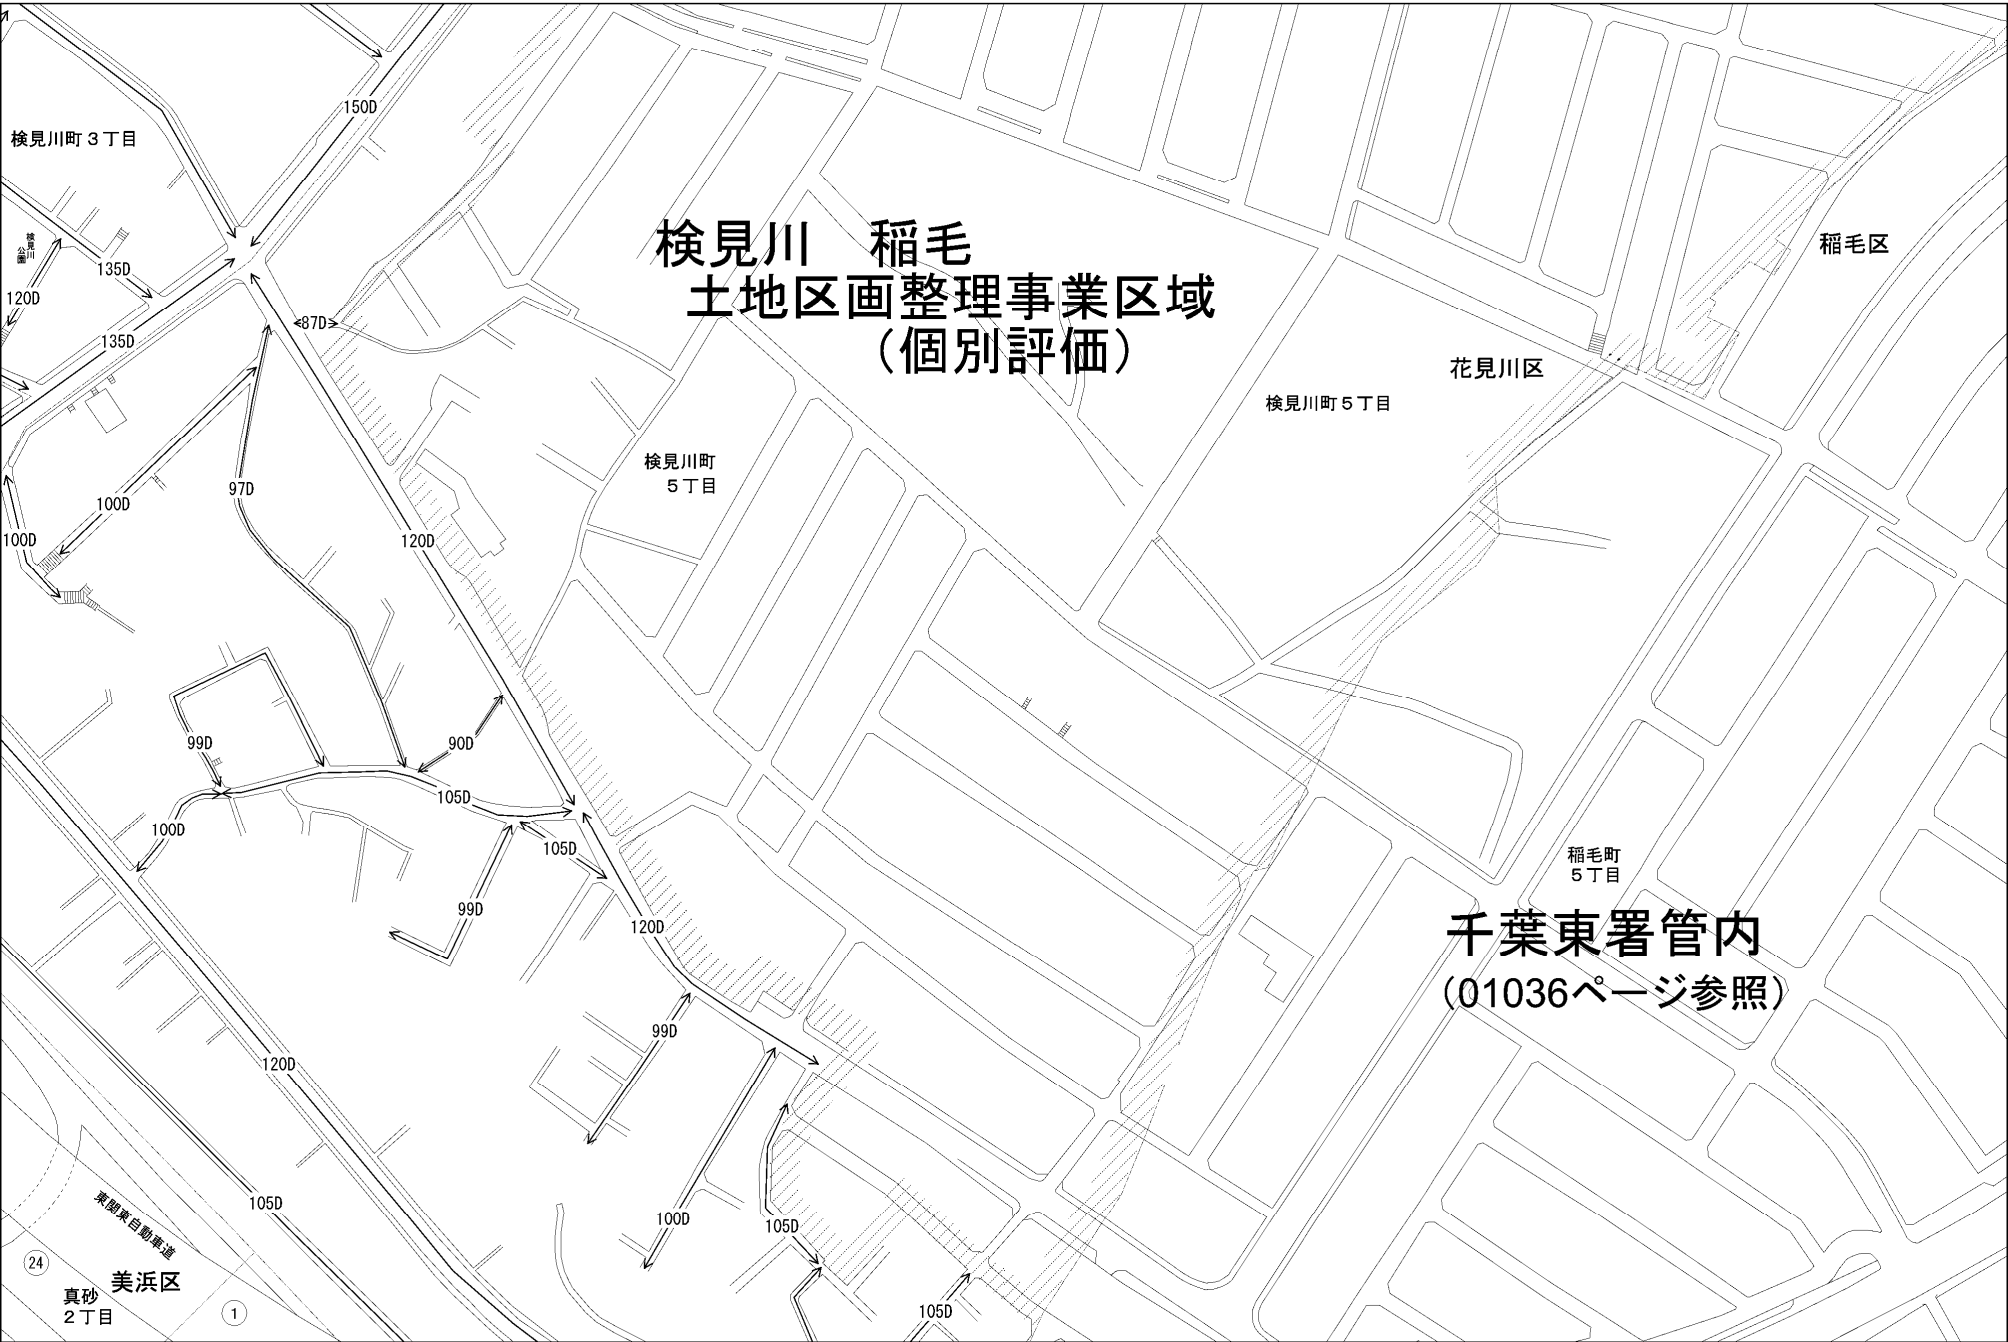 150D
検見川町３丁目
検見川
公園
135D
120D
135D
<87D>
検見川　稲毛
土地区画整理事業区域
（個別評価）
稲毛区
花見川区
検見川町５丁目
検見川町
５丁目
97D
100D
100D
120D
99D
90D
105D
100D
105D
99D
120D
稲毛町
５丁目
千葉東署管内
（01036ページ参照）
99D
120D
105D
100D
105D
東関東自動車道
24
美浜区
真砂
２丁目
1
105D